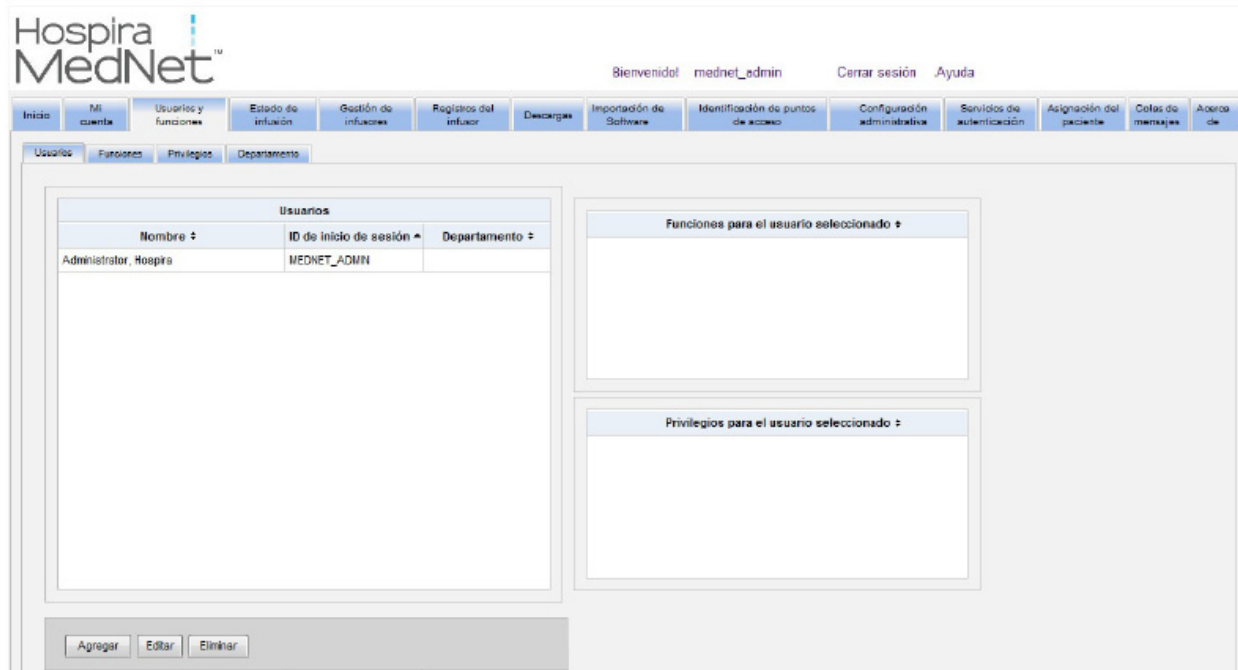 Hospira
MedNet™
Bienvenido! mednet_admin Cerrar sesión Ayuda
Inicio
Mi cuenta
Usuarios y funciones
Estado de infusión
Gestión de infusores
Registros del infusor
Descargas
Importación de Software
Identificación de puntos de acceso
Configuración administrativa
Servicios de autenticación
Asignación del paciente
Colas de mensajes
Acerca de
Usuarios Funciones Privilegios Departamento
Usuarios
Nombre ID de inicio de sesión Departamento
Administrator, Hospira MEDNET_ADMIN
Funciones para el usuario seleccionado
Privilegios para el usuario seleccionado
Agregar Editar Eliminar